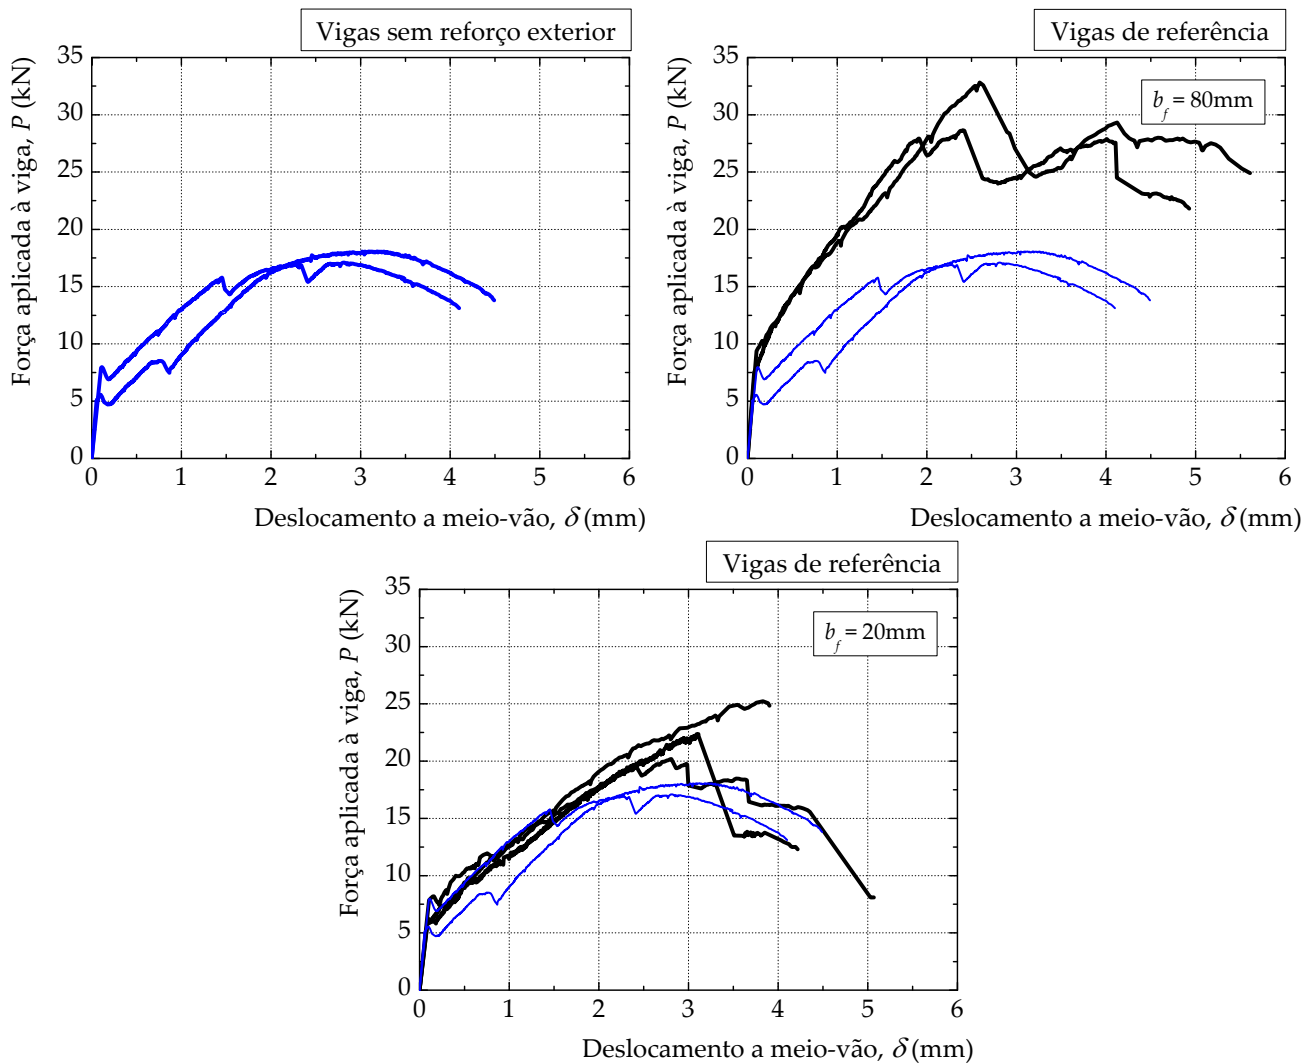 Vigas sem reforço exterior
35
30
25
20
15
10
5
0
Força aplicada à viga, P (kN)
0 1 2 3 4 5 6
Deslocamento a meio-vão, δ (mm)
Vigas de referência
b_f = 80mm
35
30
25
20
15
10
5
0
Força aplicada à viga, P (kN)
0 1 2 3 4 5 6
Deslocamento a meio-vão, δ (mm)
Vigas de referência
b_f = 20mm
35
30
25
20
15
10
5
0
Força aplicada à viga, P (kN)
0 1 2 3 4 5 6
Deslocamento a meio-vão, δ (mm)